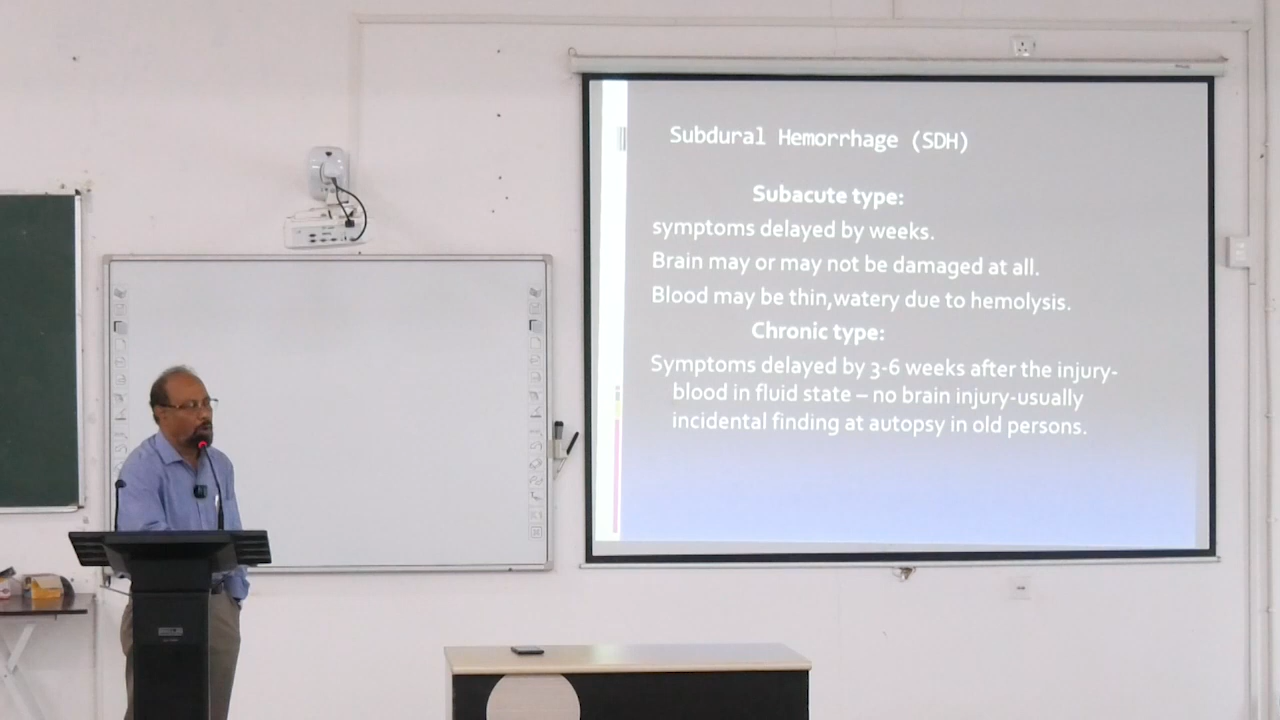 Subdural Hemorrhage (SDH)
Subacute type:
symptoms delayed by weeks.
Brain may or may not be damaged at all.
Blood may be thin,watery due to hemolysis.
Chronic type:
Symptoms delayed by 3-6 weeks after the injury-
blood in fluid state – no brain injury-usually
incidental finding at autopsy in old persons.